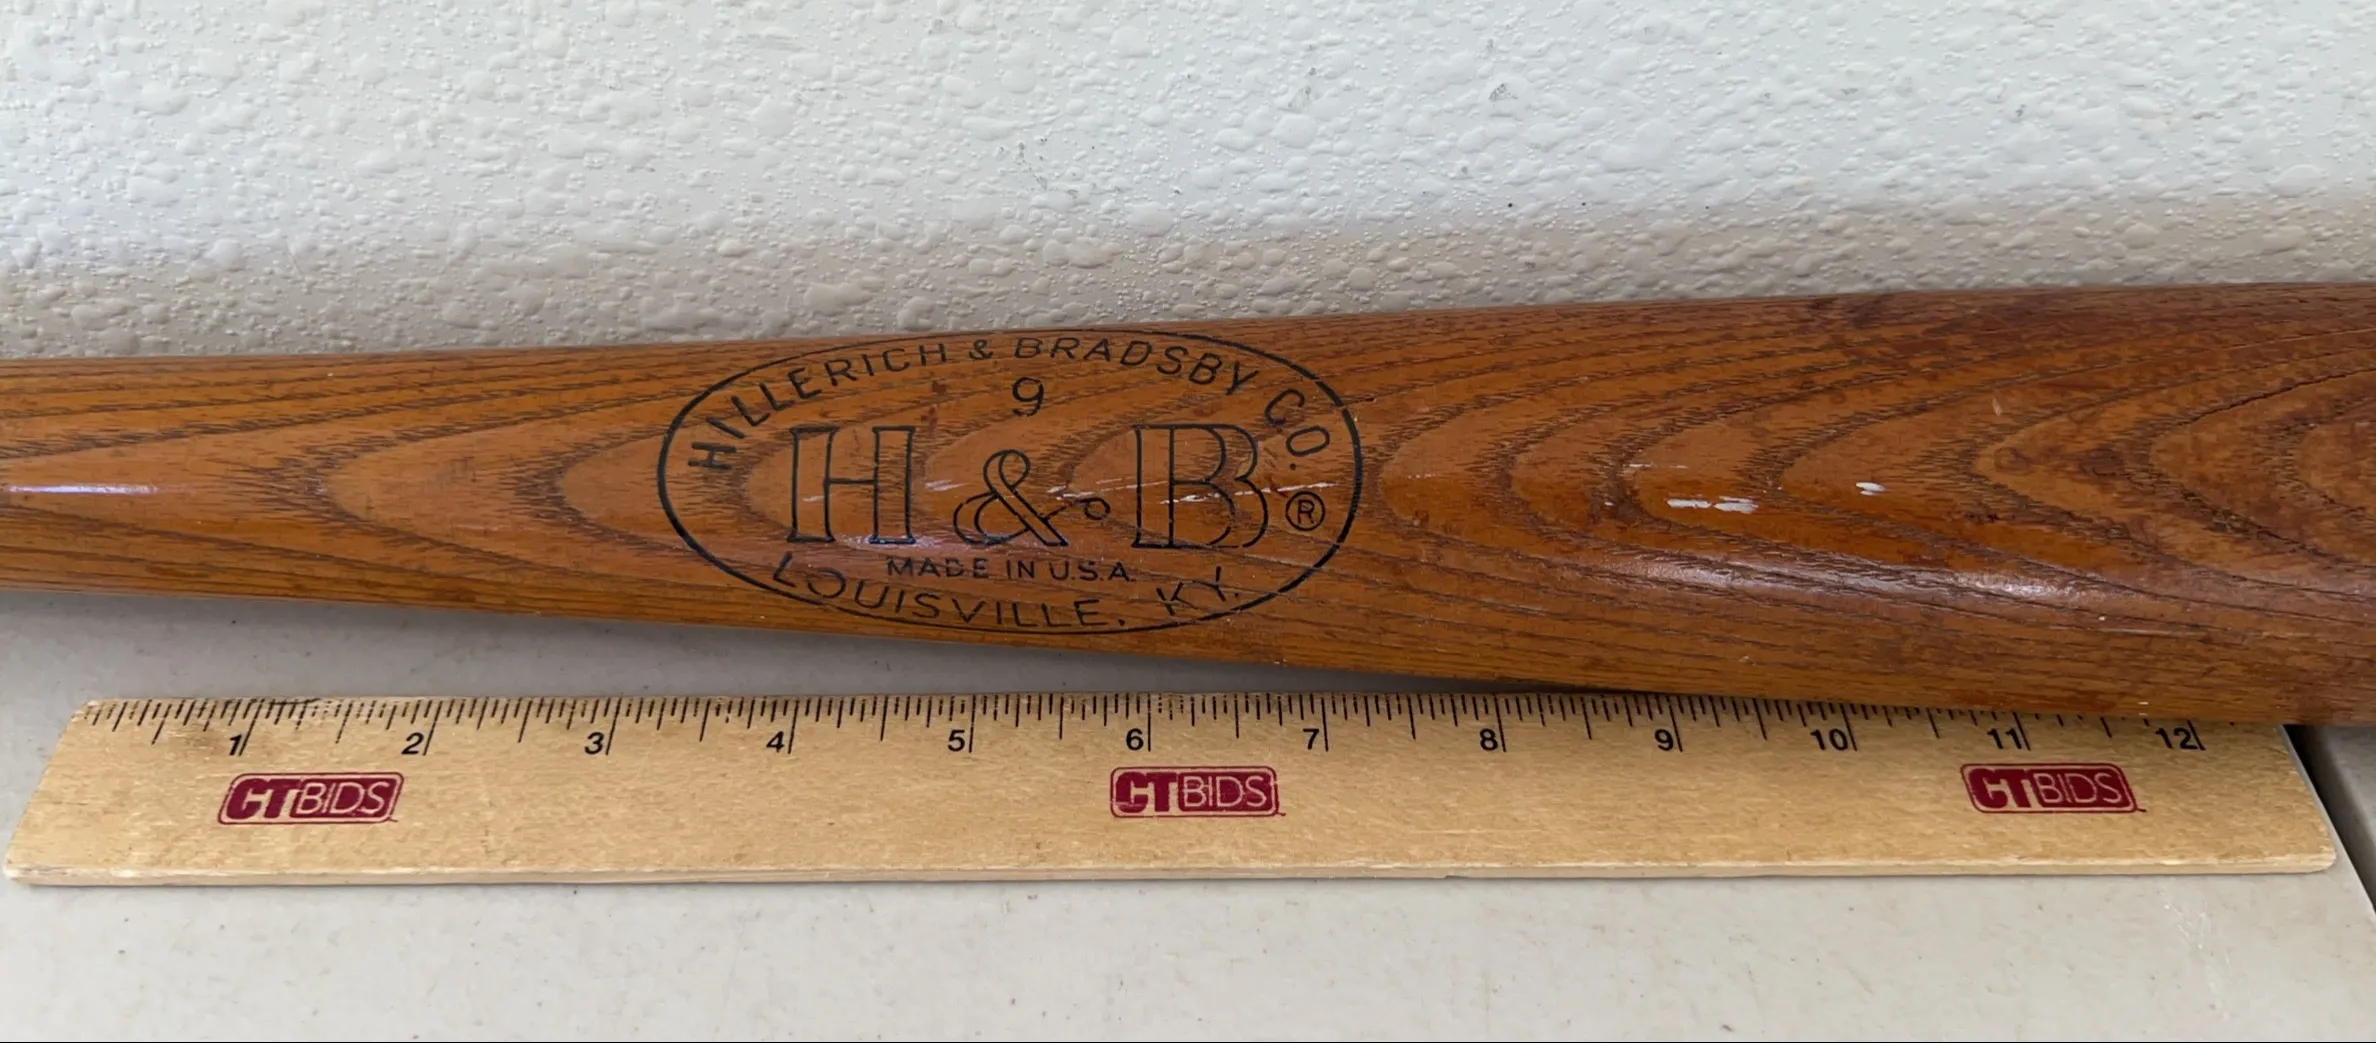 HILLERICH & BRADSBY CO.
9
H & B ®
MADE IN U.S.A.
LOUISVILLE, KY.
1 2 3 4 5 6 7 8 9 10 11 12
CTBIDS CTBIDS CTBIDS